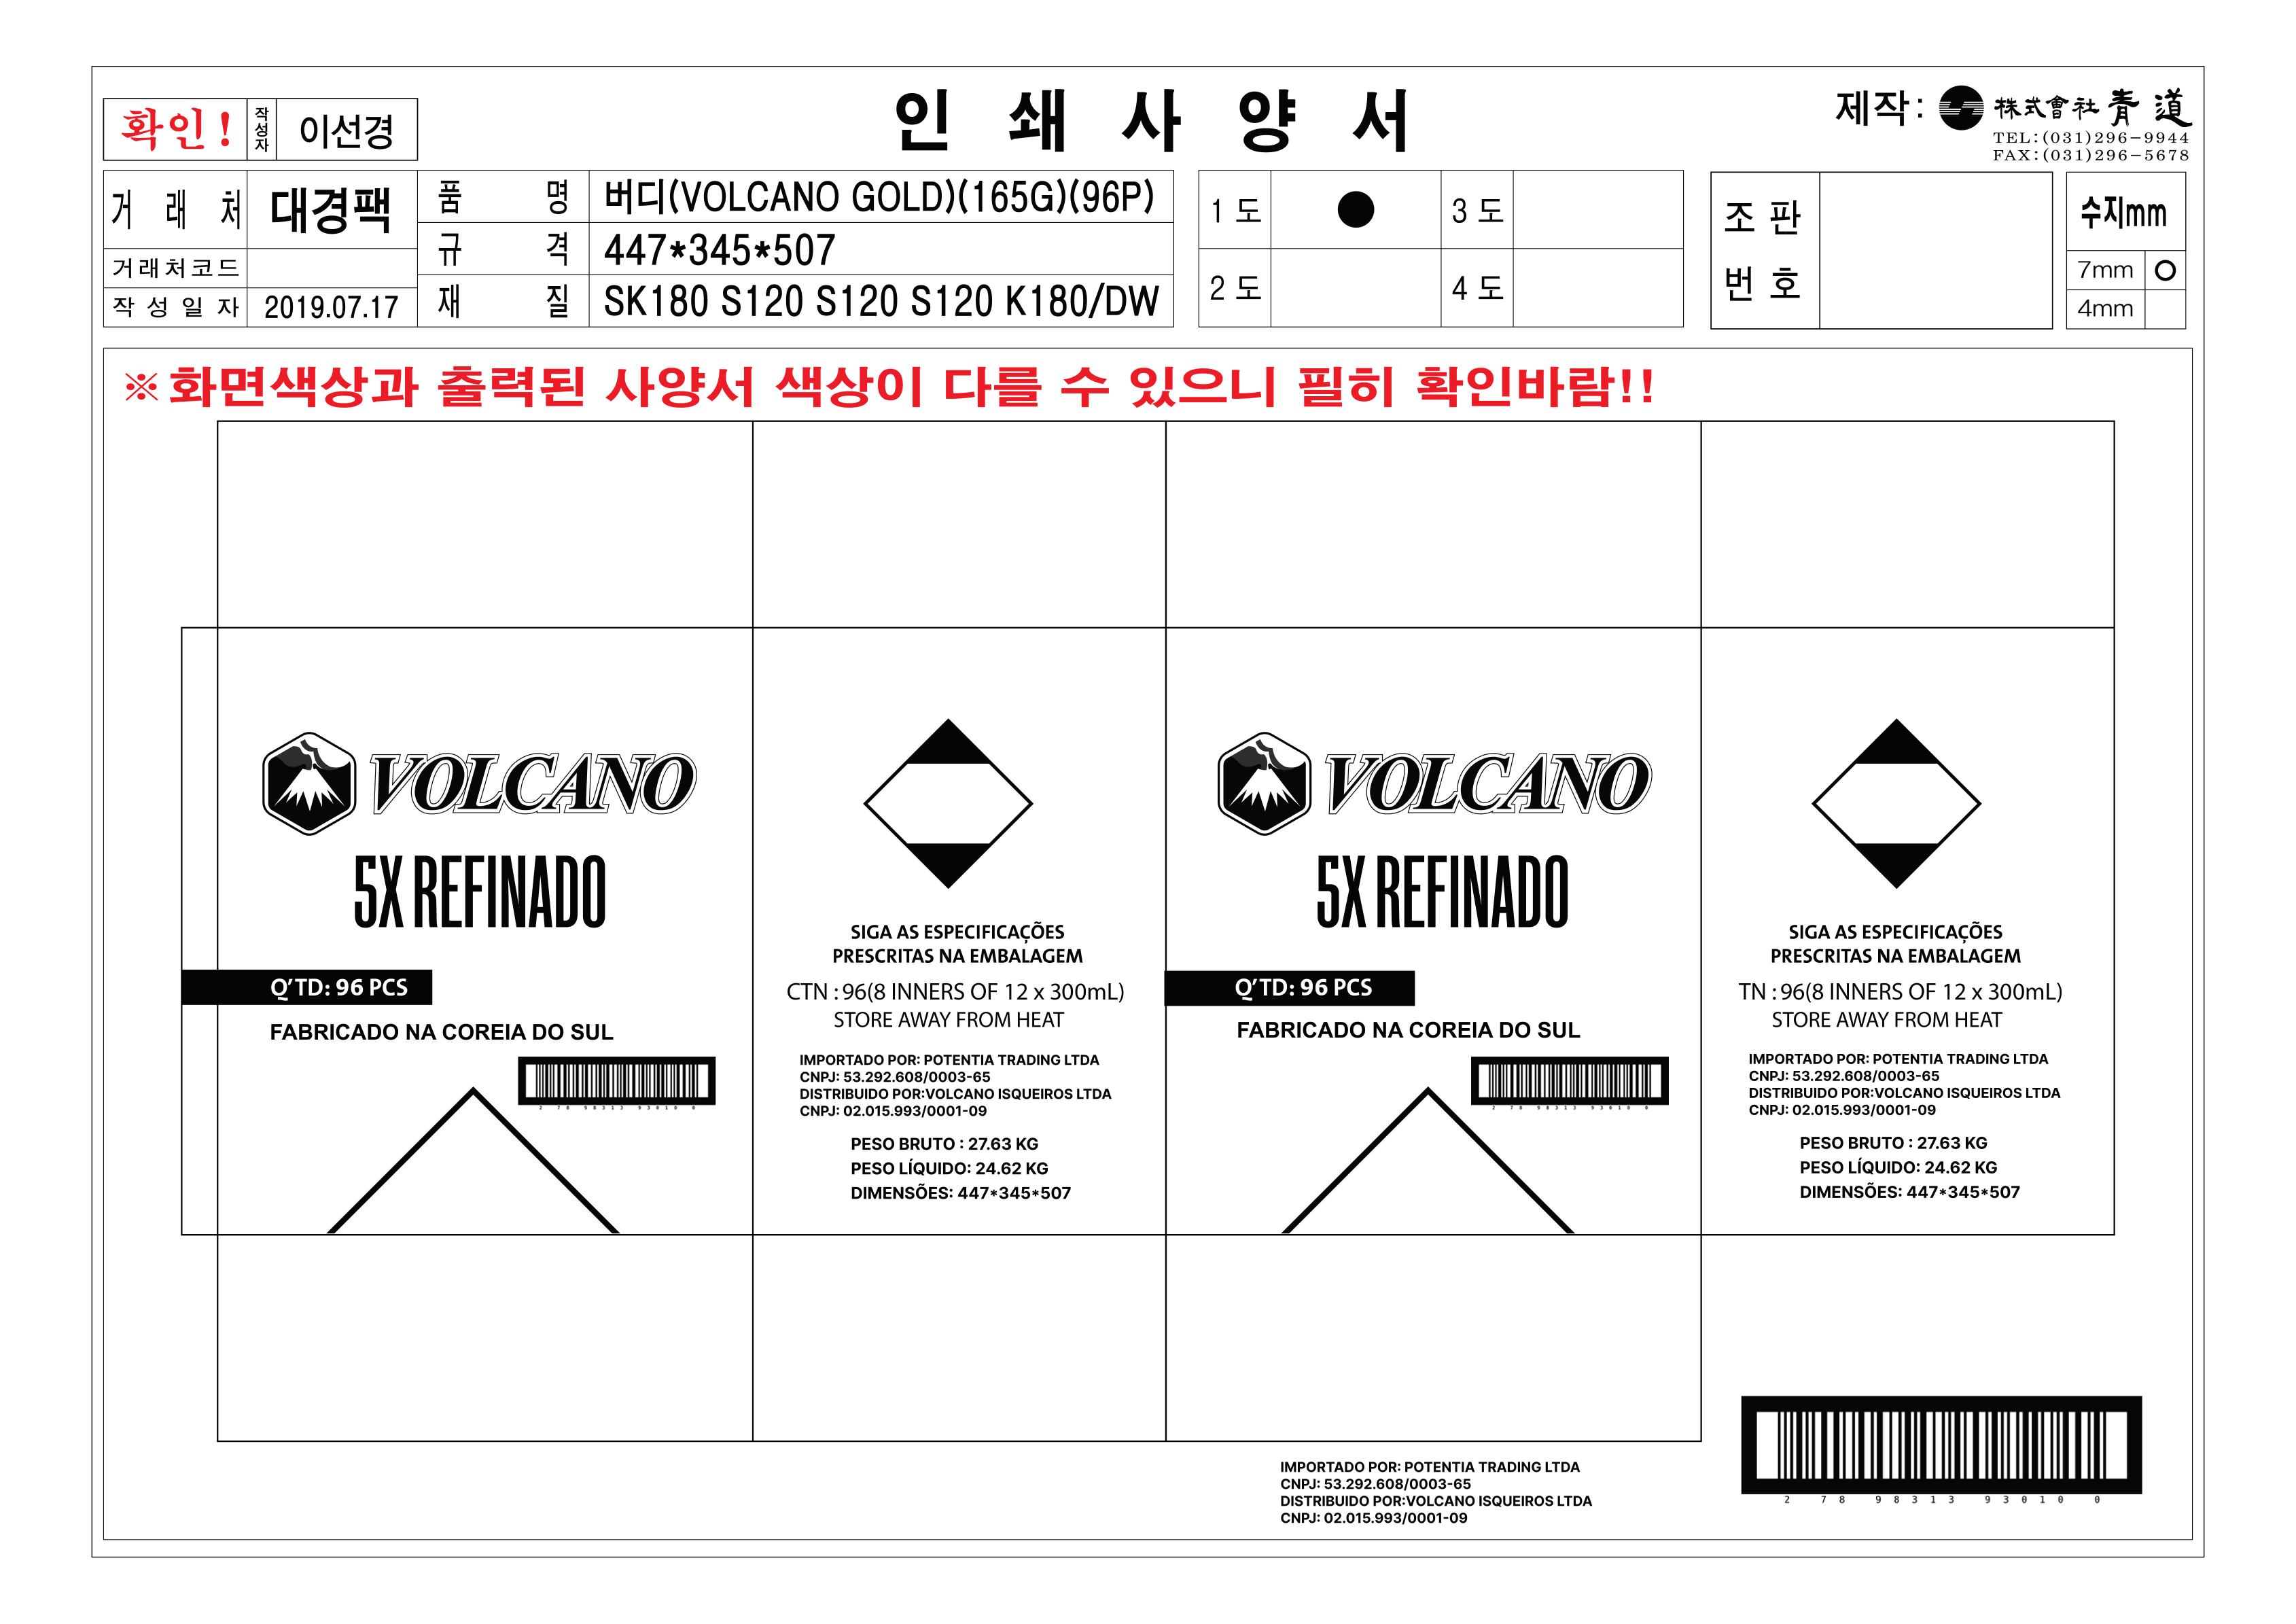 확인!
작성자
이선경
인 쇄 사 양 서
제작:
株式會社 靑道
TEL:(031)296-9944
FAX:(031)296-5678
거 래 처
대경팩
거래처코드
작 성 일 자
2019.07.17
품 명
버디(VOLCANO GOLD)(165G)(96P)
규 격
447*345*507
재 질
SK180 S120 S120 S120 K180/DW
1 도
3 도
2 도
4 도
조 판
번 호
수지mm
7mm
4mm
※화면색상과 출력된 사양서 색상이 다를 수 있으니 필히 확인바람!!
VOLCANO
5X REFINADO
Q'TD: 96 PCS
FABRICADO NA COREIA DO SUL
2 78 98313 93010 0
SIGA AS ESPECIFICAÇÕES
PRESCRITAS NA EMBALAGEM
CTN : 96(8 INNERS OF 12 x 300mL)
STORE AWAY FROM HEAT
IMPORTADO POR: POTENTIA TRADING LTDA
CNPJ: 53.292.608/0003-65
DISTRIBUIDO POR:VOLCANO ISQUEIROS LTDA
CNPJ: 02.015.993/0001-09
PESO BRUTO : 27.63 KG
PESO LÍQUIDO: 24.62 KG
DIMENSÕES: 447*345*507
VOLCANO
5X REFINADO
Q'TD: 96 PCS
FABRICADO NA COREIA DO SUL
2 78 98313 93010 0
SIGA AS ESPECIFICAÇÕES
PRESCRITAS NA EMBALAGEM
TN : 96(8 INNERS OF 12 x 300mL)
STORE AWAY FROM HEAT
IMPORTADO POR: POTENTIA TRADING LTDA
CNPJ: 53.292.608/0003-65
DISTRIBUIDO POR:VOLCANO ISQUEIROS LTDA
CNPJ: 02.015.993/0001-09
PESO BRUTO : 27.63 KG
PESO LÍQUIDO: 24.62 KG
DIMENSÕES: 447*345*507
IMPORTADO POR: POTENTIA TRADING LTDA
CNPJ: 53.292.608/0003-65
DISTRIBUIDO POR:VOLCANO ISQUEIROS LTDA
CNPJ: 02.015.993/0001-09
2 78 98313 93010 0